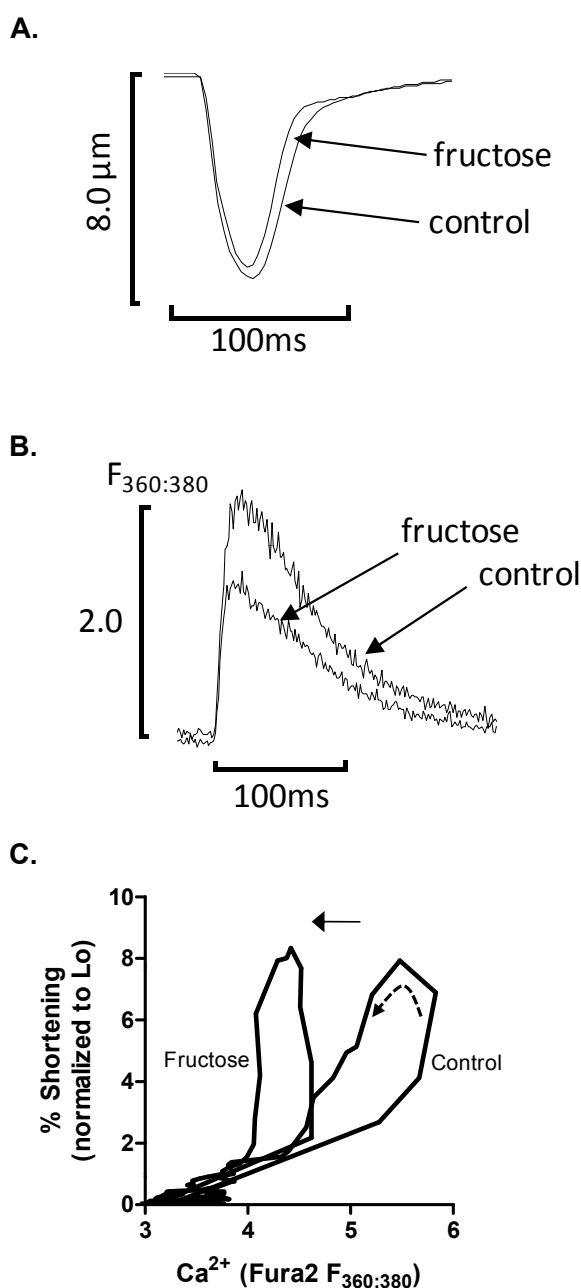 A.
8.0 µm
fructose
control
100ms
B.
F360:380
2.0
fructose
control
100ms
C.
% Shortening
(normalized to Lo)
10
8
6
4
2
0
Fructose
Control
3
4
5
6
Ca2+ (Fura2 F360:380)